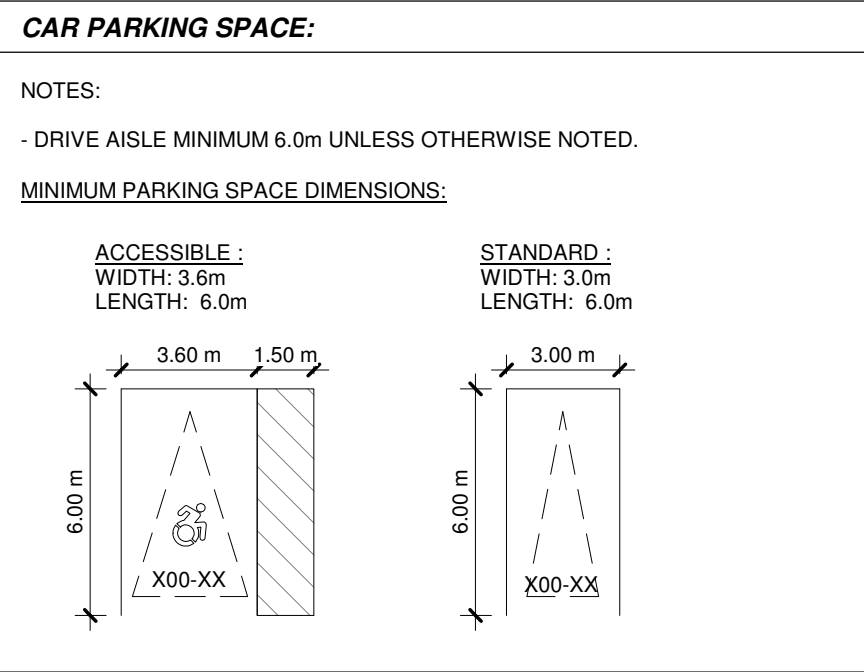 CAR PARKING SPACE:
NOTES:
- DRIVE AISLE MINIMUM 6.0m UNLESS OTHERWISE NOTED.
MINIMUM PARKING SPACE DIMENSIONS:
ACCESSIBLE :
WIDTH: 3.6m
LENGTH: 6.0m
3.60 m 1.50 m
6.00 m
X00-XX
STANDARD :
WIDTH: 3.0m
LENGTH: 6.0m
3.00 m
6.00 m
X00-XX